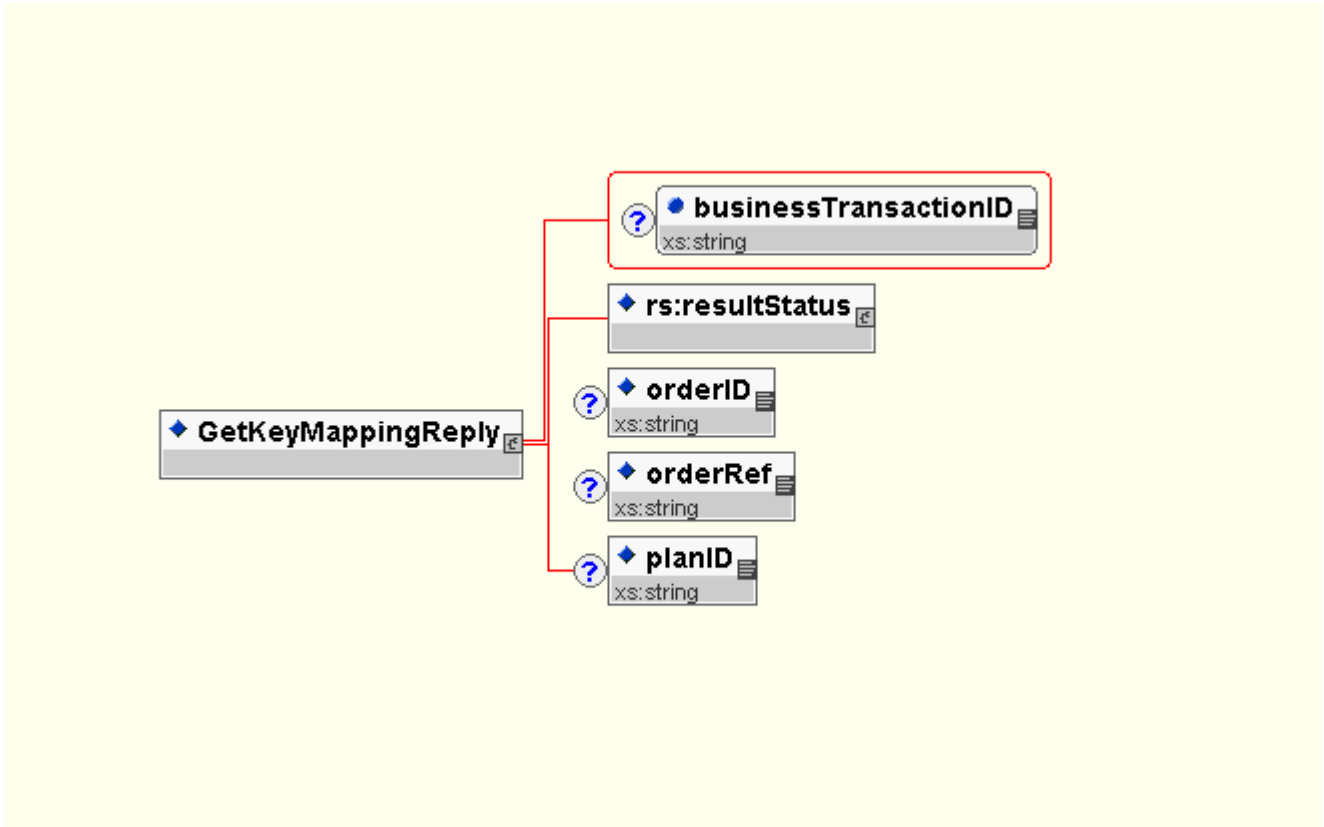 ? businessTransactionID
xs:string
rs:resultStatus
? orderID
xs:string
GetKeyMappingReply
? orderRef
xs:string
? planID
xs:string